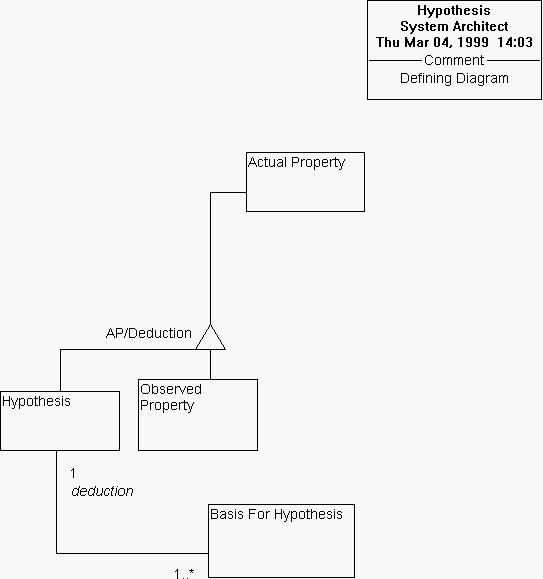 Hypothesis
System Architect
Thu Mar 04, 1999 14:03
Comment
Defining Diagram
Actual Property
AP/Deduction
Hypothesis
Observed
Property
1
deduction
Basis For Hypothesis
1..*